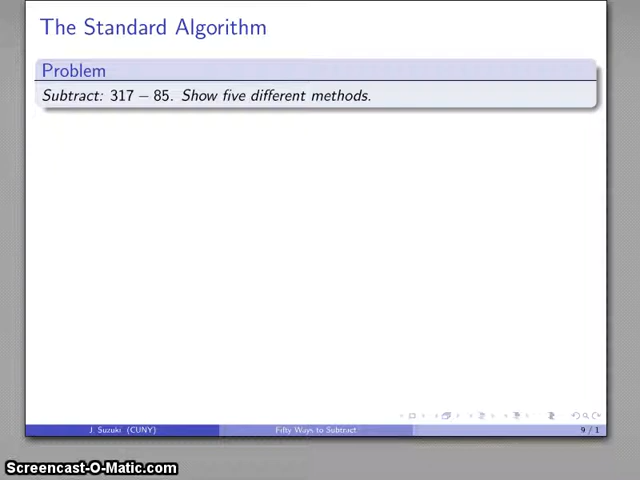 The Standard Algorithm
Problem
Subtract: 317 − 85. Show five different methods.
J. Suzuki (CUNY)
Fifty Ways to Subtract
9 / 1
Screencast-O-Matic.com